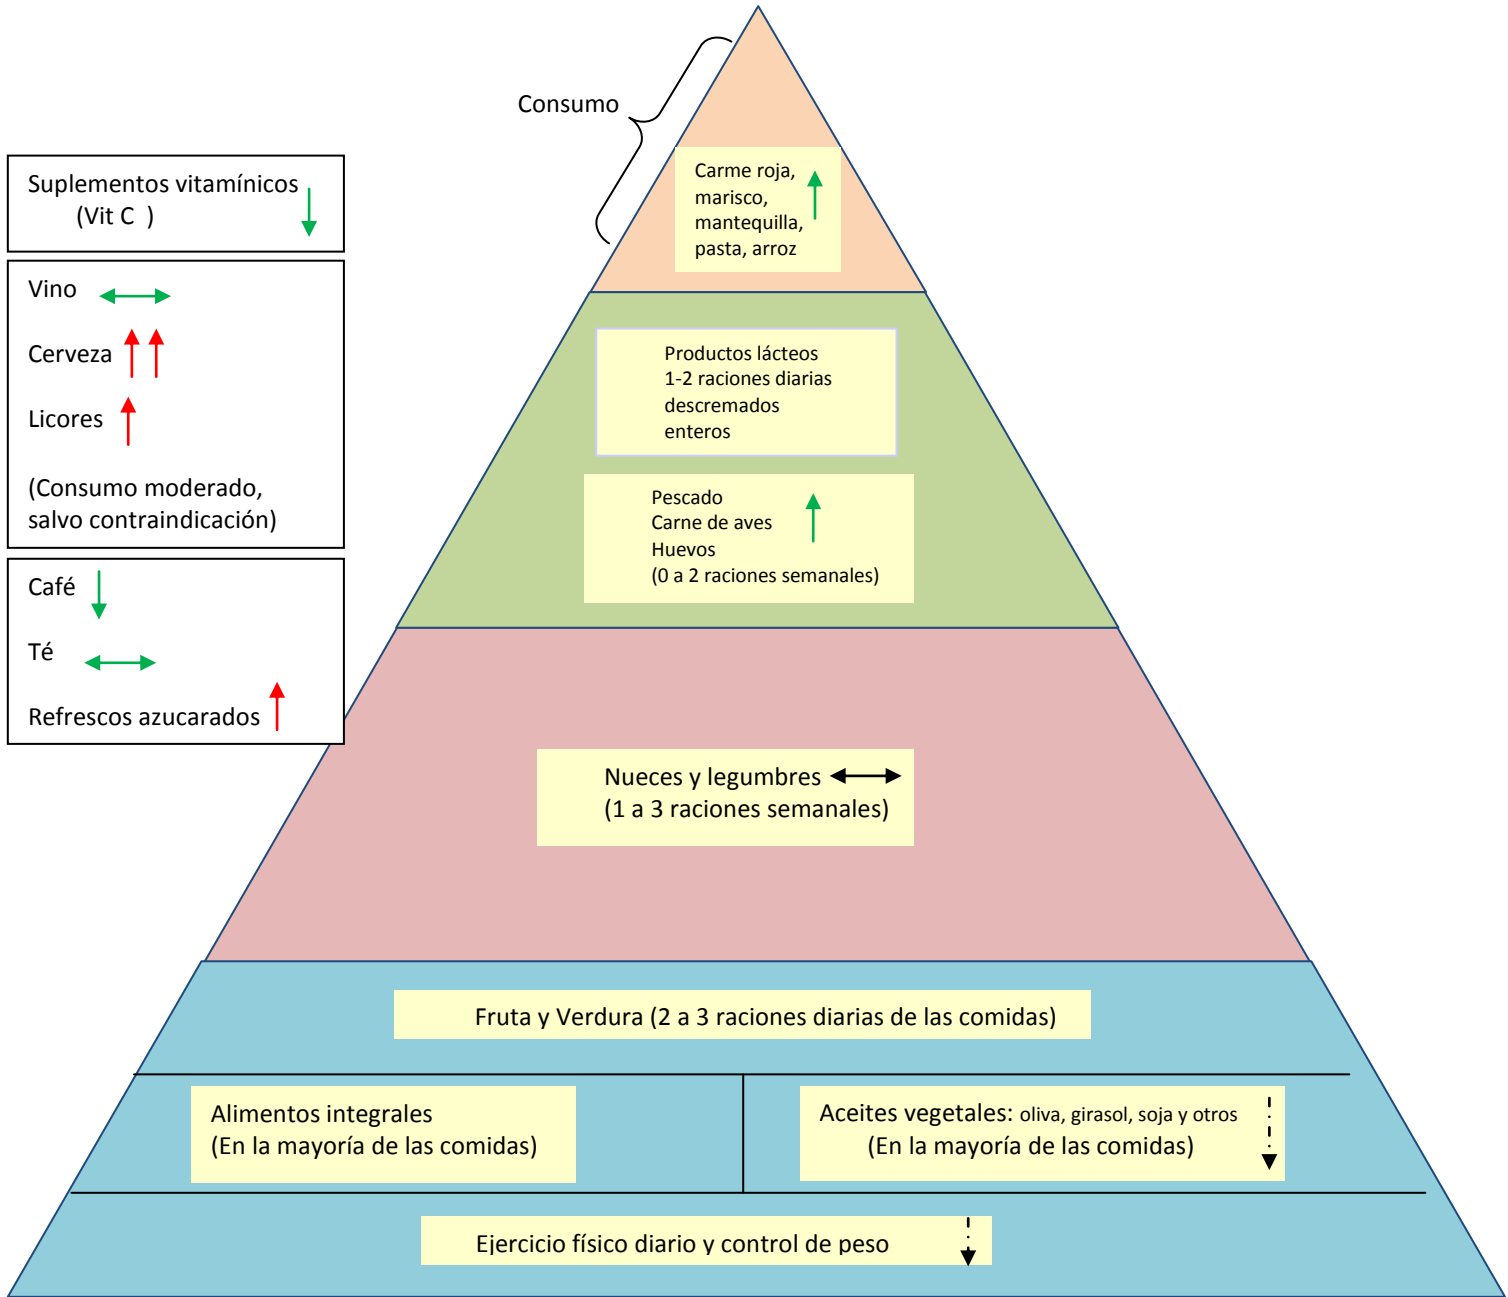 Consumo
Suplementos vitamínicos
(Vit C )
Vino
Cerveza
Licores
(Consumo moderado,
salvo contraindicación)
Café
Té
Refrescos azucarados
Carme roja,
marisco,
mantequilla,
pasta, arroz
Productos lácteos
1-2 raciones diarias
descremados
enteros
Pescado
Carne de aves
Huevos
(0 a 2 raciones semanales)
Nueces y legumbres
(1 a 3 raciones semanales)
Fruta y Verdura (2 a 3 raciones diarias de las comidas)
Alimentos integrales
(En la mayoría de las comidas)
Aceites vegetales: oliva, girasol, soja y otros
(En la mayoría de las comidas)
Ejercicio físico diario y control de peso